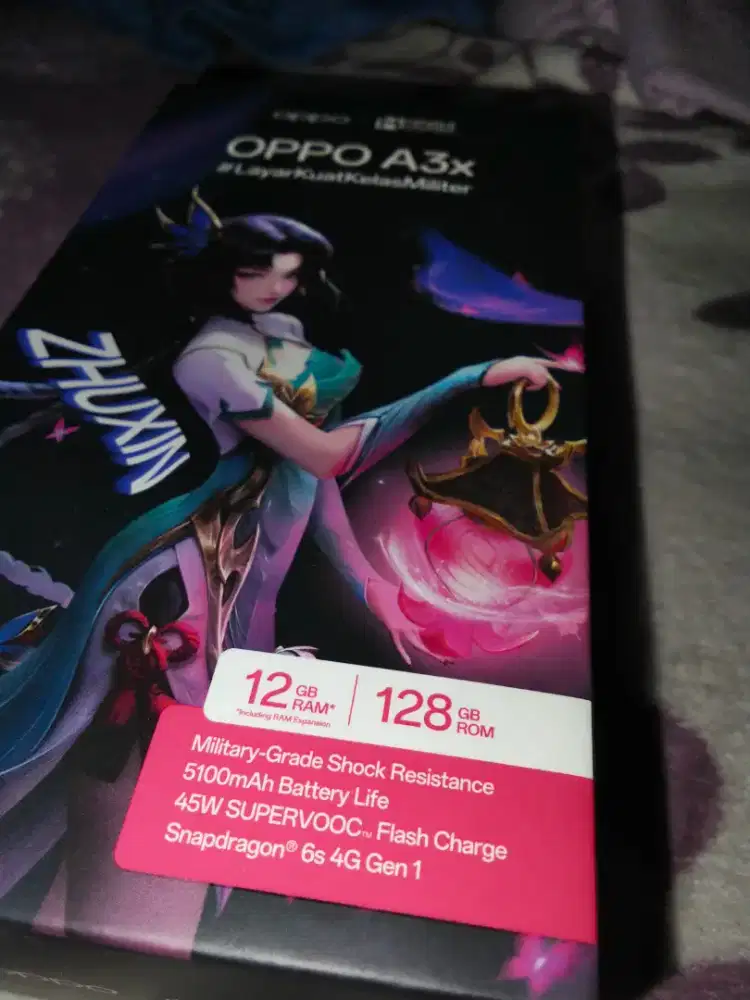 oppo
OPPO A3x
#LayarKuatKelasMiliter
ZHUXIN
12 GB RAM*
*Including RAM Expansion
128 GB ROM
Military-Grade Shock Resistance
5100mAh Battery Life
45W SUPERVOOC™ Flash Charge
Snapdragon® 6s 4G Gen 1